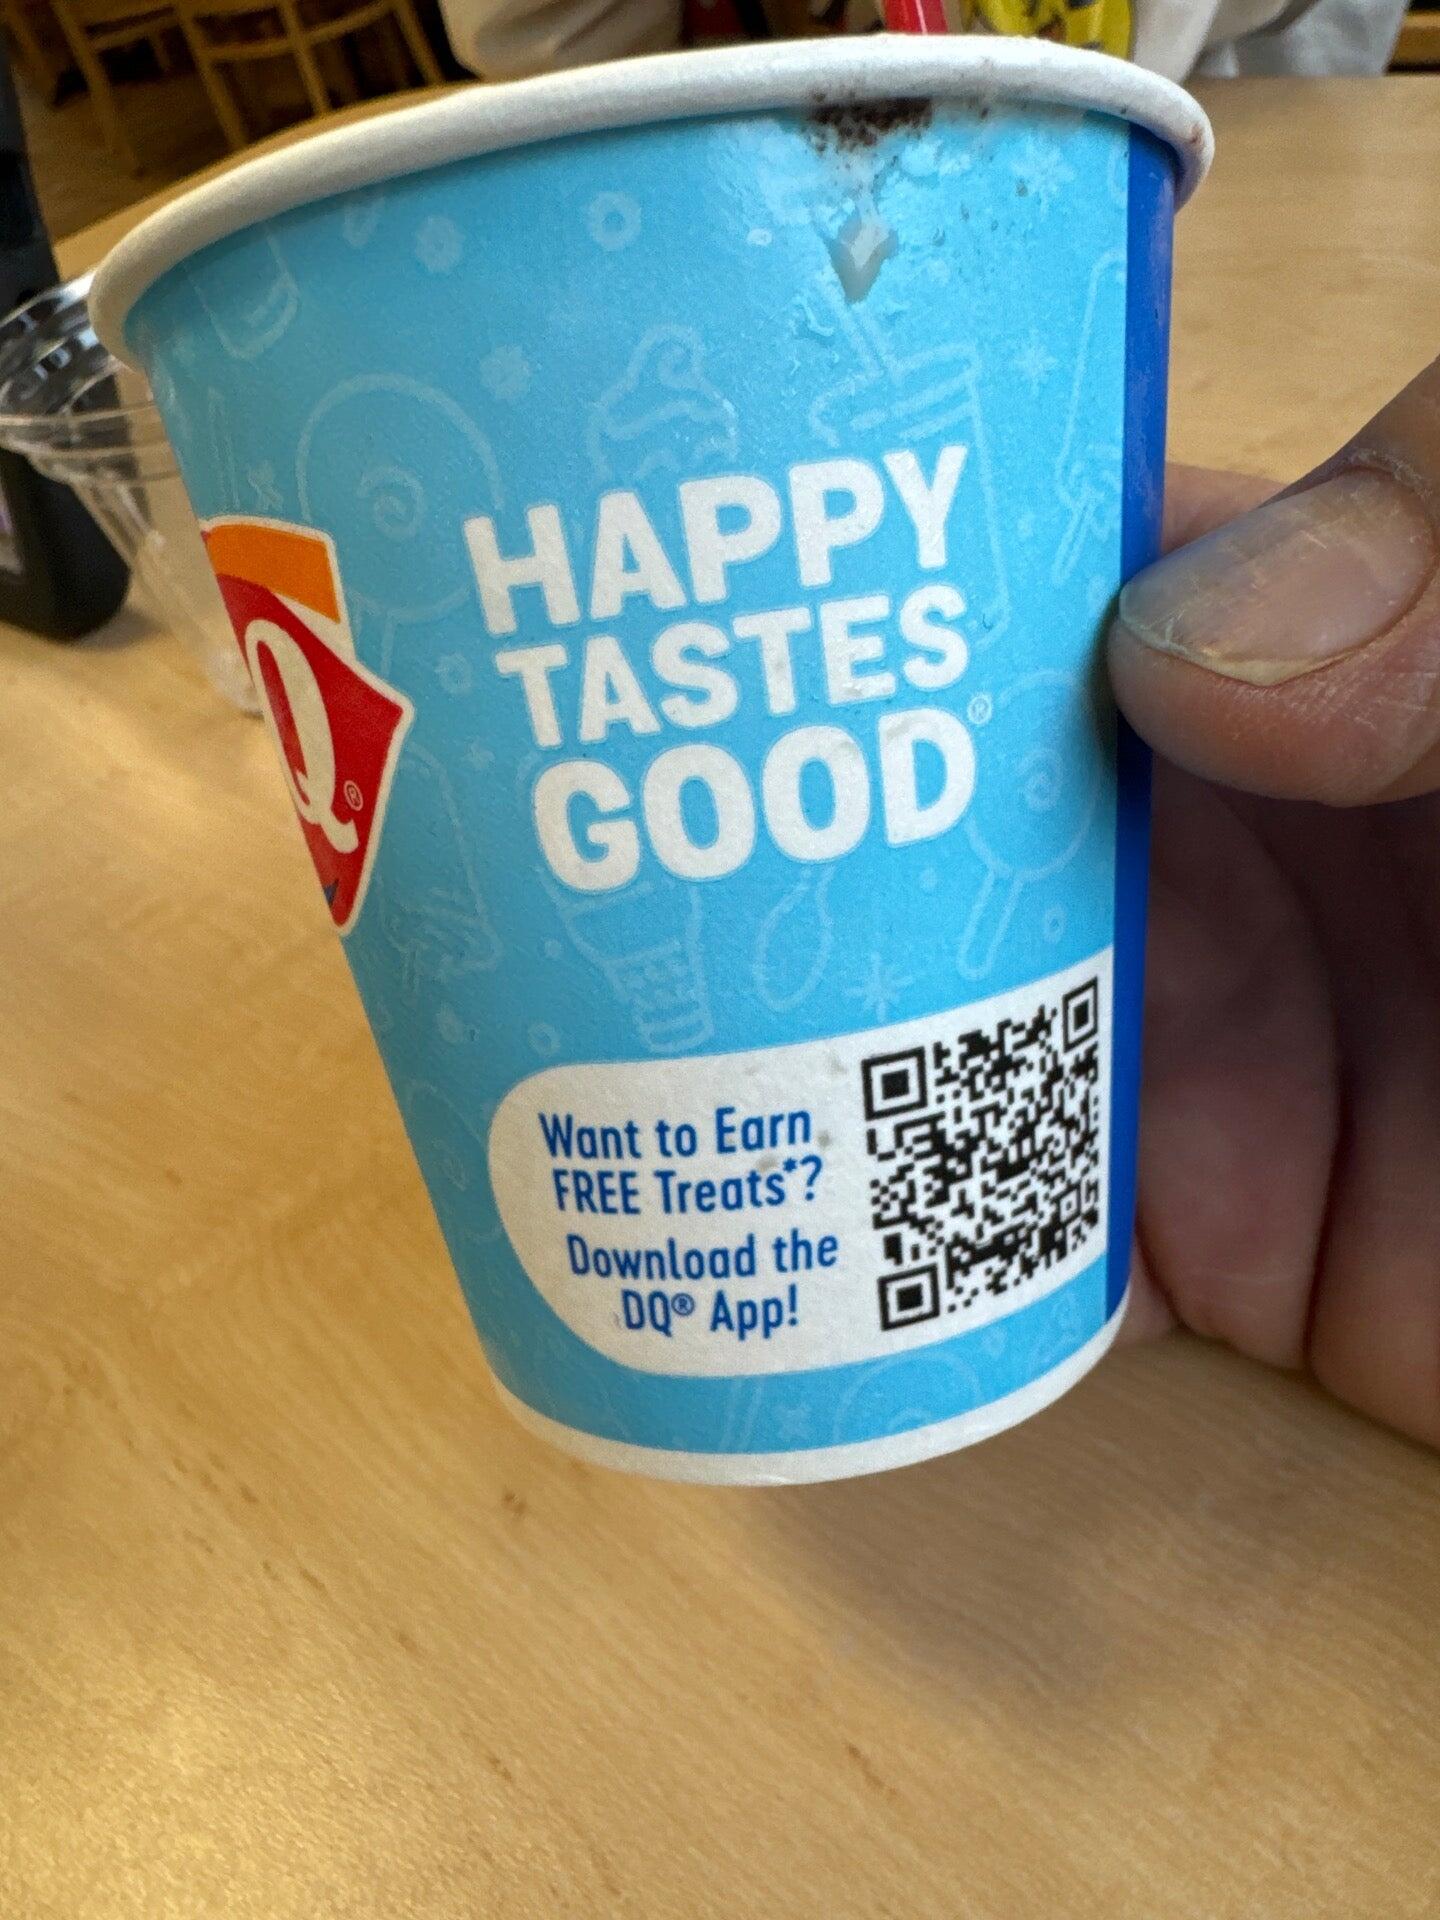 HAPPY
TASTES
GOOD®
Q®
Want to Earn
FREE Treats*?
Download the
DQ® App!